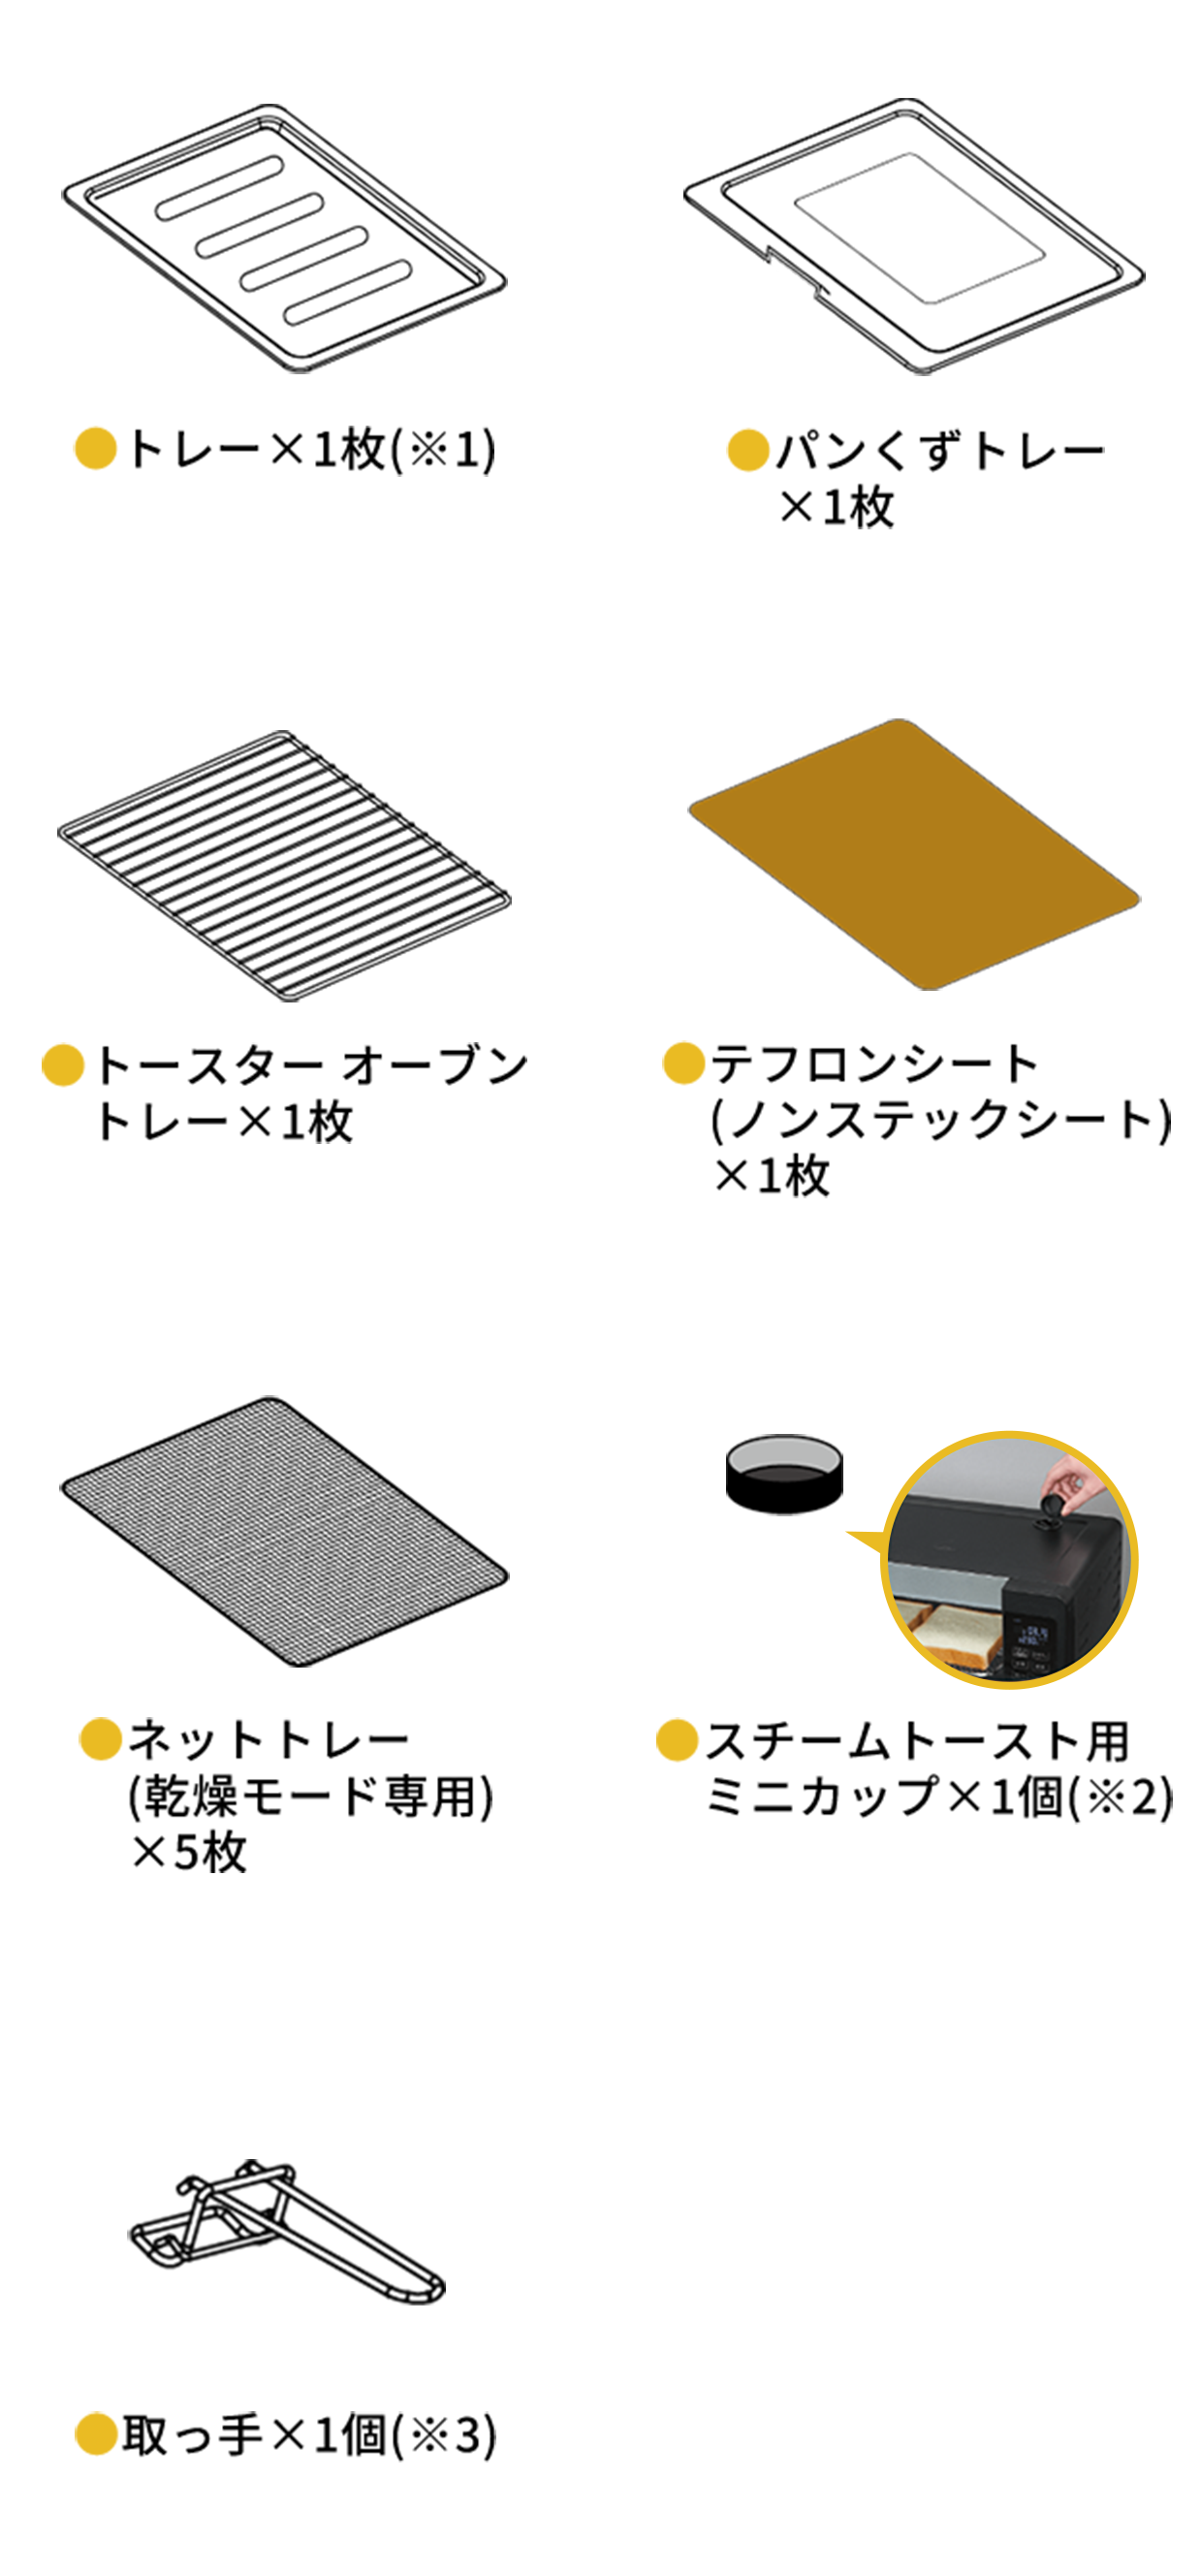 ●トレー×1枚(※1)
●パンくずトレー
×1枚
●トースター オーブン
トレー×1枚
●テフロンシート
(ノンステックシート)
×1枚
●ネットトレー
(乾燥モード専用)
×5枚
●スチームトースト用
ミニカップ×1個(※2)
●取っ手×1個(※3)